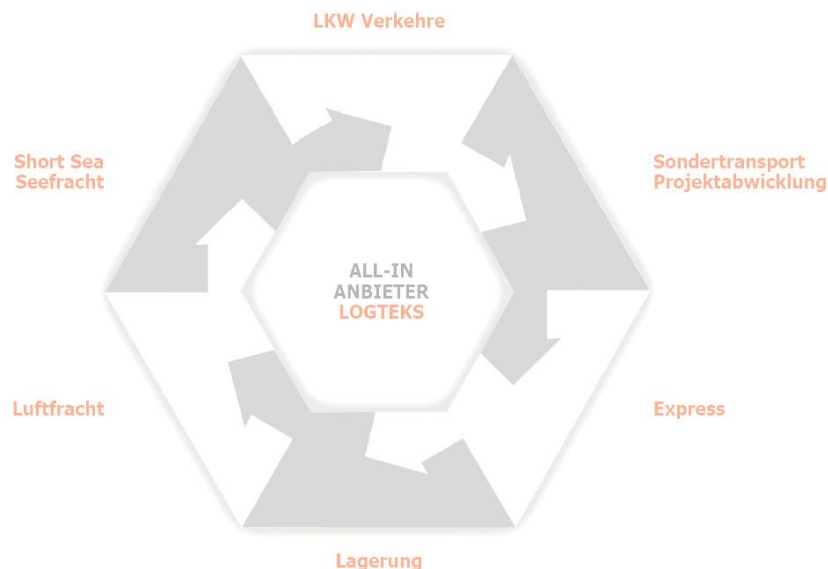 LKW Verkehre
Short Sea
Seefracht
Sondertransport
Projektabwicklung
ALL-IN
ANBIETER
LOGTEKS
Luftfracht
Express
Lagerung